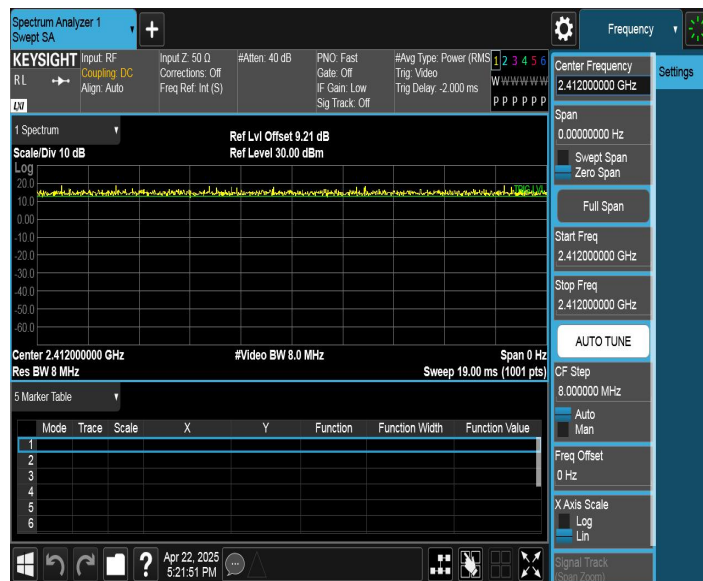 Spectrum Analyzer 1
Swept SA
Frequency
KEYSIGHT
RL
LXI
Input: RF
Coupling: DC
Align: Auto
Input Z: 50 Ω
Corrections: Off
Freq Ref: Int (S)
#Atten: 40 dB
PNO: Fast
Gate: Off
IF Gain: Low
Sig Track: Off
#Avg Type: Power (RMS
Trig: Video
Trig Delay: -2.000 ms
1 2 3 4 5 6
W W W W W W
P P P P P P
Center Frequency
2.412000000 GHz
Settings
Span
0.00000000 Hz
Swept Span
Zero Span
Full Span
Start Freq
2.412000000 GHz
Stop Freq
2.412000000 GHz
AUTO TUNE
CF Step
8.000000 MHz
Auto
Man
Freq Offset
0 Hz
X Axis Scale
Log
Lin
Signal Track
(Span Zoom)
1 Spectrum
Scale/Div 10 dB
Ref Lvl Offset 9.21 dB
Ref Level 30.00 dBm
Log
TRIG LVL
20.0
10.0
0.00
-10.0
-20.0
-30.0
-40.0
-50.0
-60.0
Center 2.412000000 GHz
#Video BW 8.0 MHz
Span 0 Hz
Res BW 8 MHz
Sweep 19.00 ms (1001 pts)
5 Marker Table
Mode Trace Scale X Y Function Function Width Function Value
1
2
3
4
5
6
?
Apr 22, 2025
5:21:51 PM